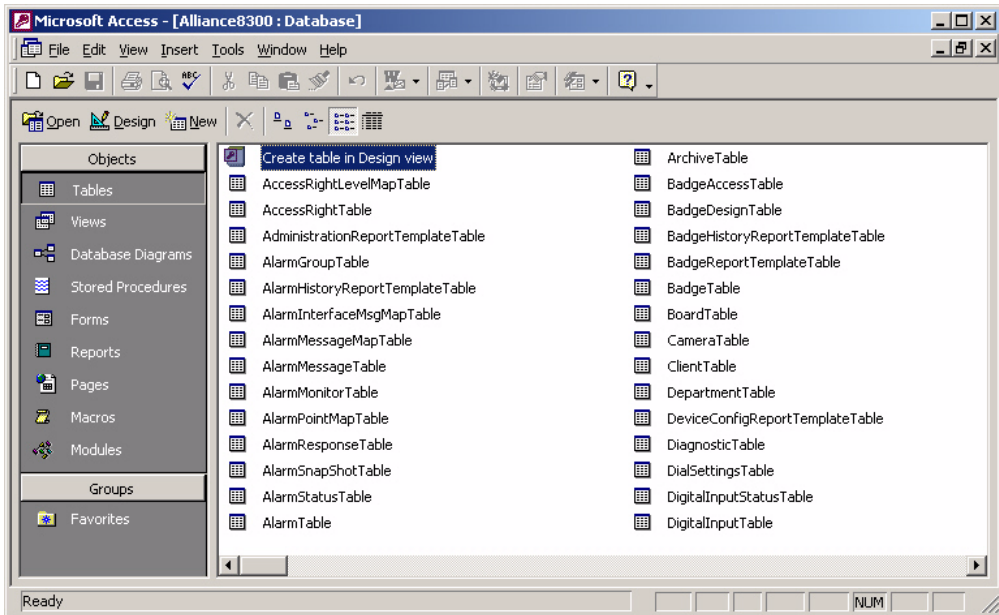 Microsoft Access - [Alliance8300 : Database]
File Edit View Insert Tools Window Help
ABC
Open Design New
Objects
Tables
Views
Database Diagrams
Stored Procedures
Forms
Reports
Pages
Macros
Modules
Groups
Favorites
Create table in Design view
AccessRightLevelMapTable
AccessRightTable
AdministrationReportTemplateTable
AlarmGroupTable
AlarmHistoryReportTemplateTable
AlarmInterfaceMsgMapTable
AlarmMessageMapTable
AlarmMessageTable
AlarmMonitorTable
AlarmPointMapTable
AlarmResponseTable
AlarmSnapShotTable
AlarmStatusTable
AlarmTable
ArchiveTable
BadgeAccessTable
BadgeDesignTable
BadgeHistoryReportTemplateTable
BadgeReportTemplateTable
BadgeTable
BoardTable
CameraTable
ClientTable
DepartmentTable
DeviceConfigReportTemplateTable
DiagnosticTable
DialSettingsTable
DigitalInputStatusTable
DigitalInputTable
Ready
NUM